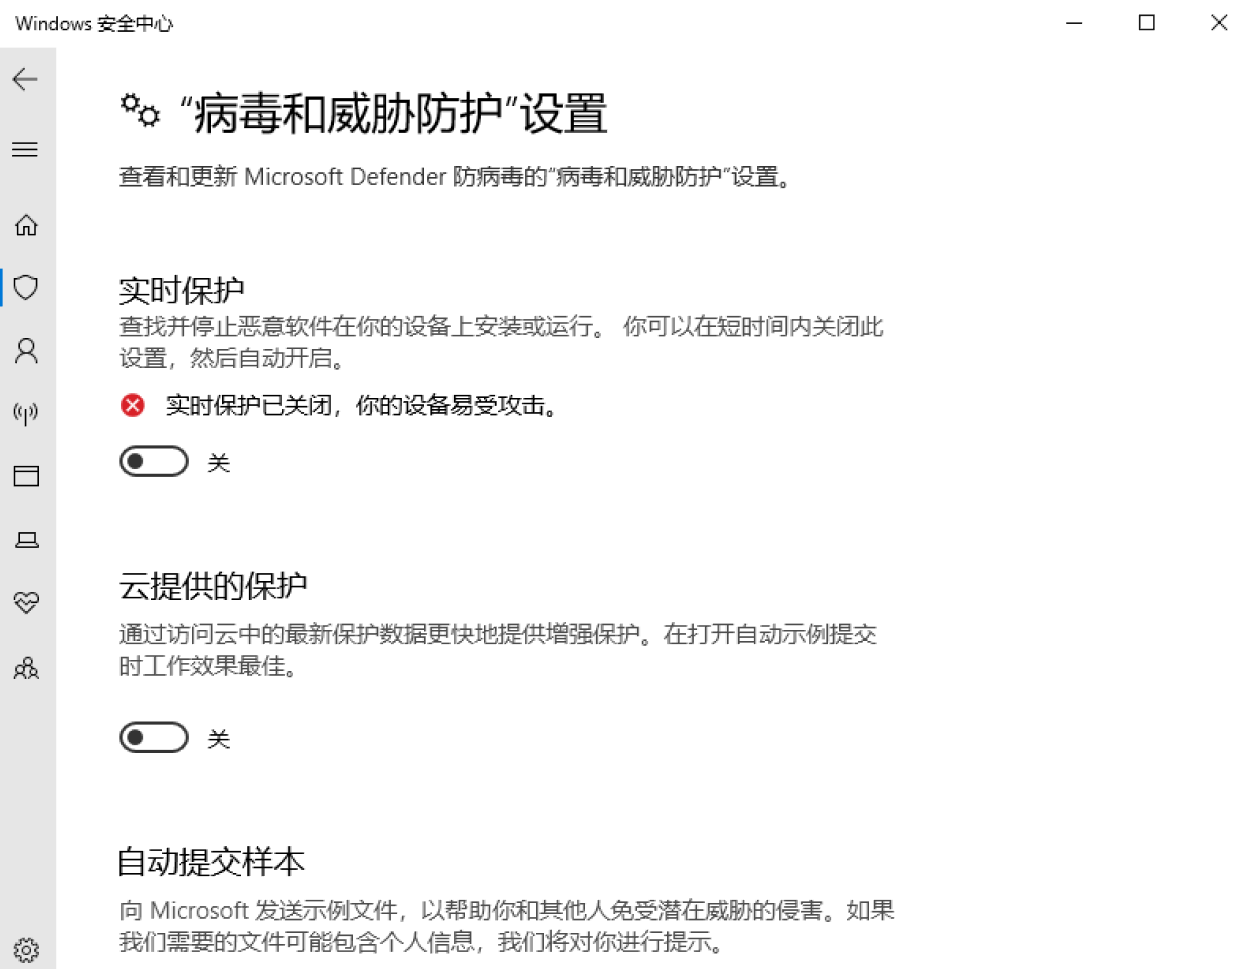 Windows 安全中心
“病毒和威胁防护”设置
查看和更新 Microsoft Defender 防病毒的“病毒和威胁防护”设置。
实时保护
查找并停止恶意软件在你的设备上安装或运行。 你可以在短时间内关闭此
设置，然后自动开启。
实时保护已关闭，你的设备易受攻击。
关
云提供的保护
通过访问云中的最新保护数据更快地提供增强保护。在打开自动示例提交
时工作效果最佳。
关
自动提交样本
向 Microsoft 发送示例文件，以帮助你和其他人免受潜在威胁的侵害。如果
我们需要的文件可能包含个人信息，我们将对你进行提示。